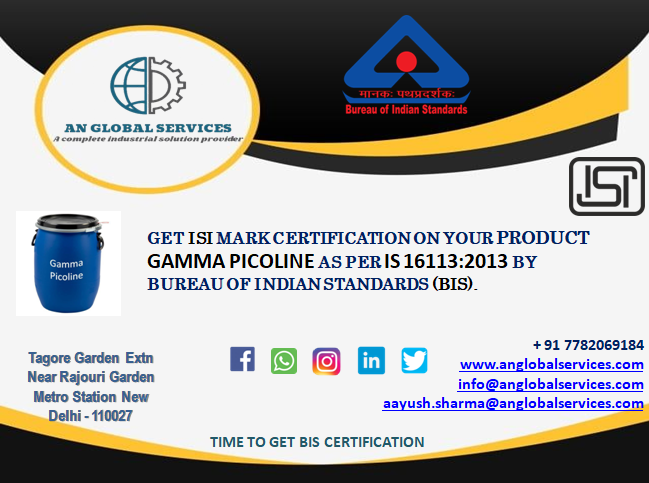 AN GLOBAL SERVICES
A complete industrial solution provider
मानकः पथप्रदर्शकः
Bureau of Indian Standards
ISI
Gamma
Picoline
GET ISI MARK CERTIFICATION ON YOUR PRODUCT
GAMMA PICOLINE AS PER IS 16113:2013 BY
BUREAU OF INDIAN STANDARDS (BIS).
Tagore Garden Extn
Near Rajouri Garden
Metro Station New
Delhi - 110027
+ 91 7782069184
www.anglobalservices.com
info@anglobalservices.com
aayush.sharma@anglobalservices.com
TIME TO GET BIS CERTIFICATION